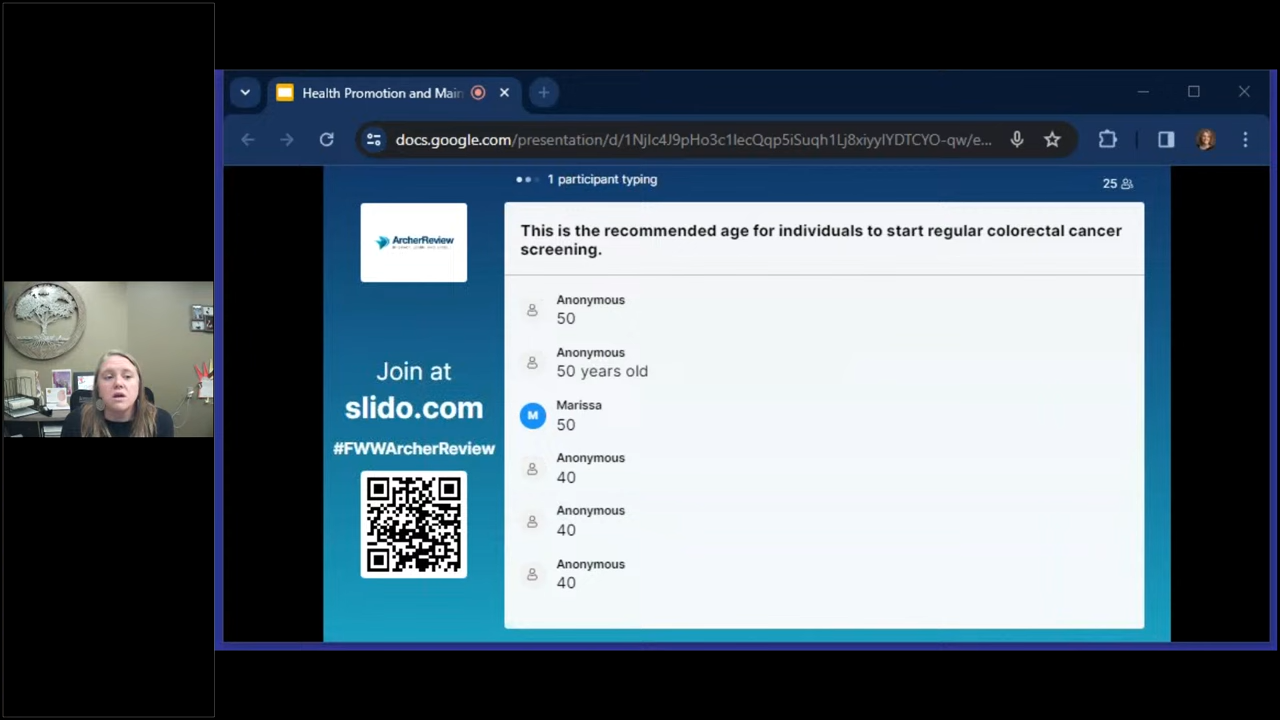 Health Promotion and Main
docs.google.com/presentation/d/1NjIc4J9pHo3c1lecQqp5iSuqh1Lj8xiyyIYDTCYO-qw/e...
1 participant typing
25
ArcherReview
This is the recommended age for individuals to start regular colorectal cancer
screening.
Anonymous
50
Anonymous
50 years old
M
Marissa
50
Anonymous
40
Anonymous
40
Anonymous
40
Join at
slido.com
#FWWArcherReview